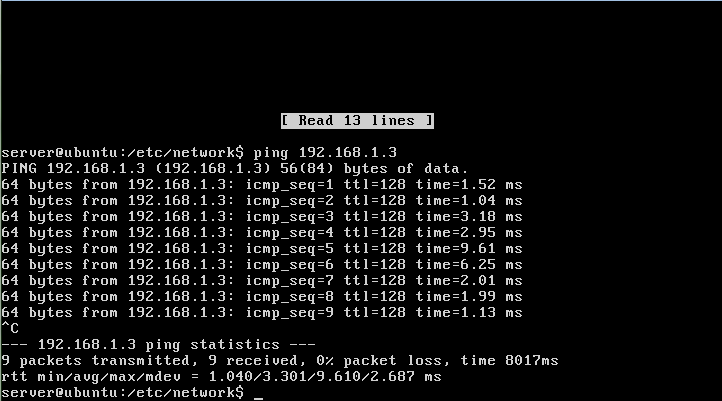 [ Read 13 lines ]
server@ubuntu:/etc/network$ ping 192.168.1.3
PING 192.168.1.3 (192.168.1.3) 56(84) bytes of data.
64 bytes from 192.168.1.3: icmp_seq=1 ttl=128 time=1.52 ms
64 bytes from 192.168.1.3: icmp_seq=2 ttl=128 time=1.04 ms
64 bytes from 192.168.1.3: icmp_seq=3 ttl=128 time=3.18 ms
64 bytes from 192.168.1.3: icmp_seq=4 ttl=128 time=2.95 ms
64 bytes from 192.168.1.3: icmp_seq=5 ttl=128 time=9.61 ms
64 bytes from 192.168.1.3: icmp_seq=6 ttl=128 time=6.25 ms
64 bytes from 192.168.1.3: icmp_seq=7 ttl=128 time=2.01 ms
64 bytes from 192.168.1.3: icmp_seq=8 ttl=128 time=1.99 ms
64 bytes from 192.168.1.3: icmp_seq=9 ttl=128 time=1.13 ms
^C
--- 192.168.1.3 ping statistics ---
9 packets transmitted, 9 received, 0% packet loss, time 8017ms
rtt min/avg/max/mdev = 1.040/3.301/9.610/2.687 ms
server@ubuntu:/etc/network$ _